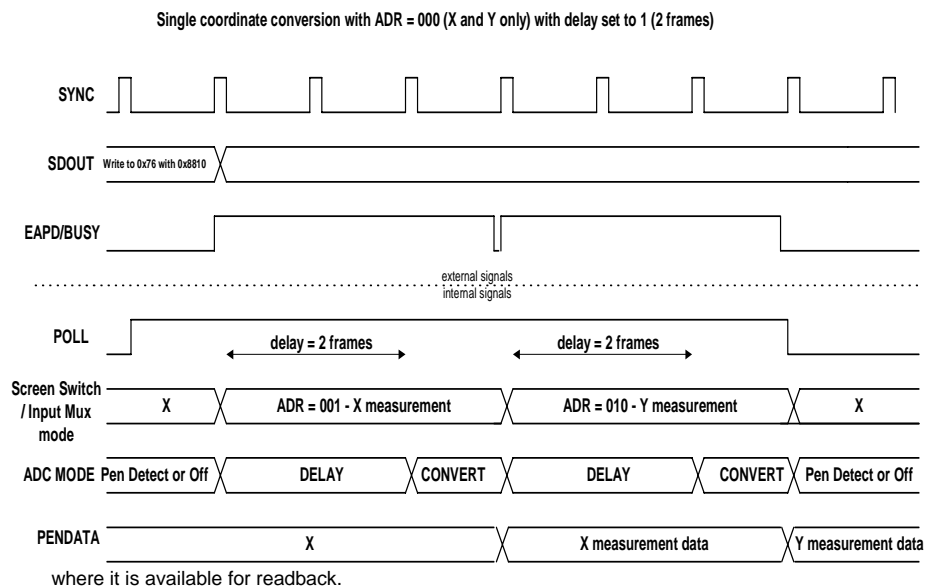 Single coordinate conversion with ADR = 000 (X and Y only) with delay set to 1 (2 frames)
SYNC
SDOUT Write to 0x76 with 0x8810
EAPD/BUSY
external signals
internal signals
POLL delay = 2 frames delay = 2 frames
Screen Switch
/ Input Mux
mode
X ADR = 001 - X measurement ADR = 010 - Y measurement X
ADC MODE Pen Detect or Off DELAY CONVERT DELAY CONVERT Pen Detect or Off
PENDATA X X measurement data Y measurement data
where it is available for readback.